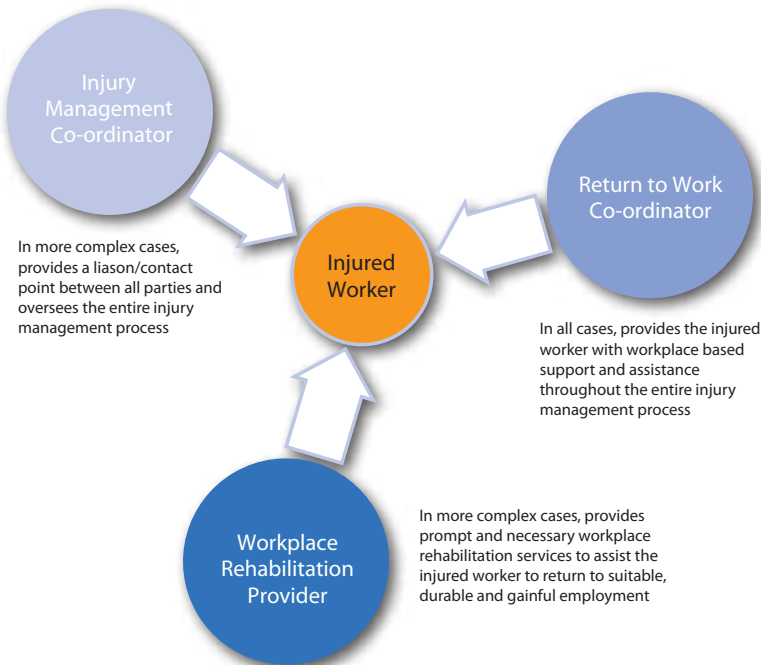 Injury
Management
Co-ordinator
In more complex cases,
provides a liason/contact
point between all parties and
oversees the entire injury
management process
Return to Work
Co-ordinator
In all cases, provides the injured
worker with workplace based
support and assistance
throughout the entire injury
management process
Injured
Worker
Workplace
Rehabilitation
Provider
In more complex cases, provides
prompt and necessary workplace
rehabilitation services to assist the
injured worker to return to suitable,
durable and gainful employment